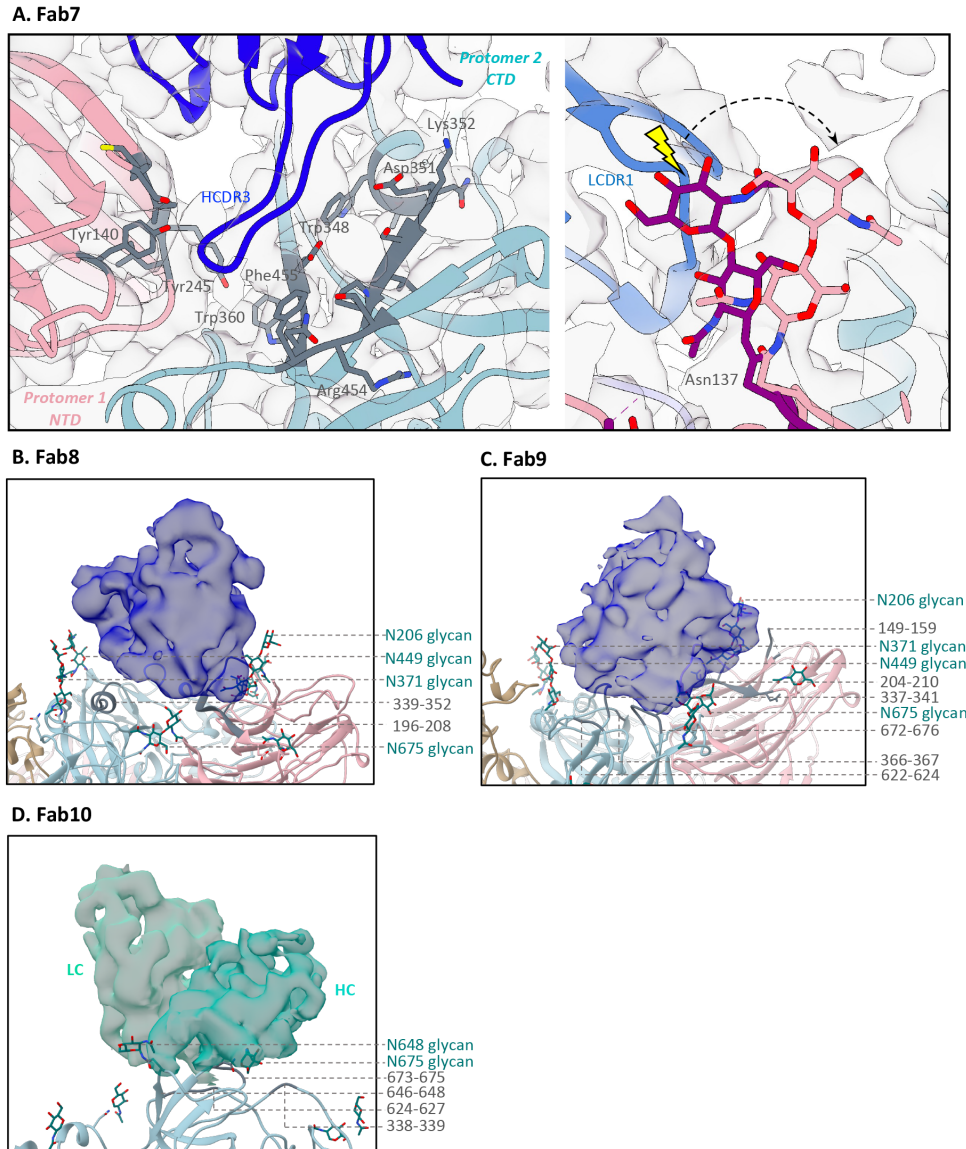 A. Fab7
Protomer 2
CTD
Lys352
Asp351
HCDR3
Trp348
Tyr140
Phe455
Tyr245
Trp360
Arg454
Protomer 1
NTD
LCDR1
Asn137
B. Fab8
N206 glycan
N449 glycan
N371 glycan
339-352
196-208
N675 glycan
C. Fab9
N206 glycan
149-159
N371 glycan
N449 glycan
204-210
337-341
N675 glycan
672-676
366-367
622-624
D. Fab10
LC
HC
N648 glycan
N675 glycan
673-675
646-648
624-627
338-339